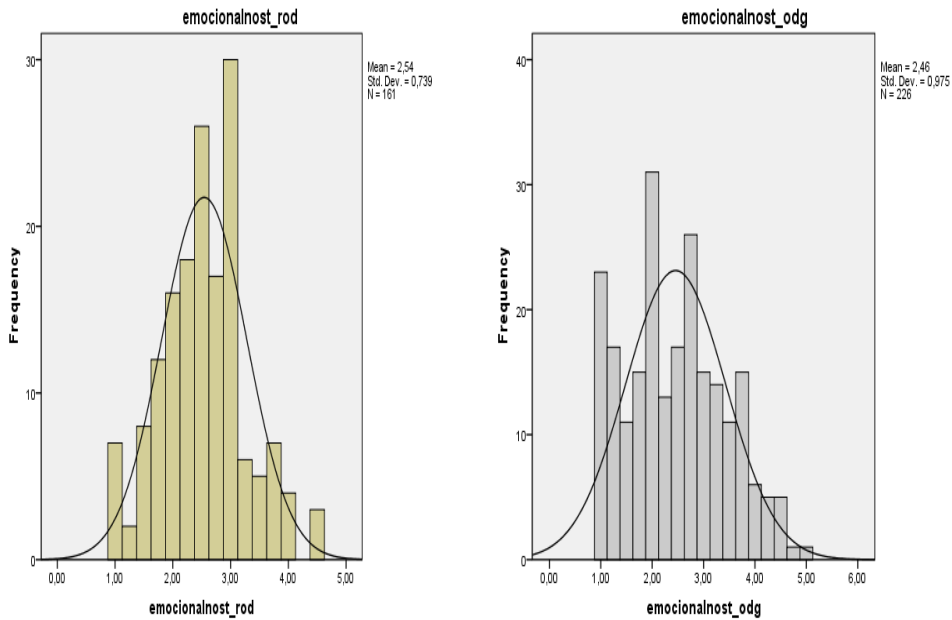 emocionalnost_rod
Mean = 2,54
Std. Dev. = 0,739
N = 161
30
20
10
0
Frequency
0,00 1,00 2,00 3,00 4,00 5,00
emocionalnost_rod
emocionalnost_odg
Mean = 2,46
Std. Dev. = 0,975
N = 226
40
30
20
10
0
Frequency
0,00 1,00 2,00 3,00 4,00 5,00 6,00
emocionalnost_odg